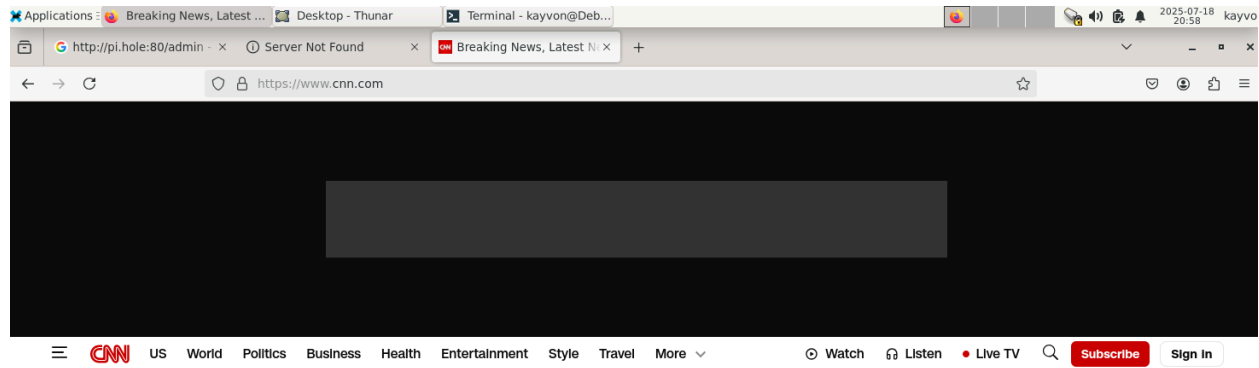 Applications Breaking News, Latest ... Desktop - Thunar Terminal - kayvon@Deb... 2025-07-18 kayvo
20:58
http://pi.hole:80/admin - × Server Not Found × Breaking News, Latest Ne × +
https://www.cnn.com
CNN US World Politics Business Health Entertainment Style Travel More Watch Listen Live TV Subscribe Sign in